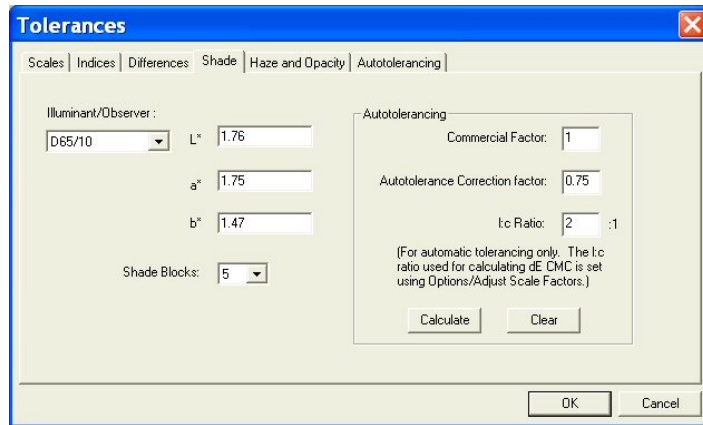 Tolerances
Scales Indices Differences Shade Haze and Opacity Autotolerancing
Illuminant/Observer :
D65/10
L* 1.76
a* 1.75
b* 1.47
Shade Blocks: 5
Autotolerancing
Commercial Factor: 1
Autotolerance Correction factor: 0.75
l:c Ratio: 2 :1
(For automatic tolerancing only. The l:c
ratio used for calculating dE CMC is set
using Options/Adjust Scale Factors.)
Calculate Clear
OK Cancel